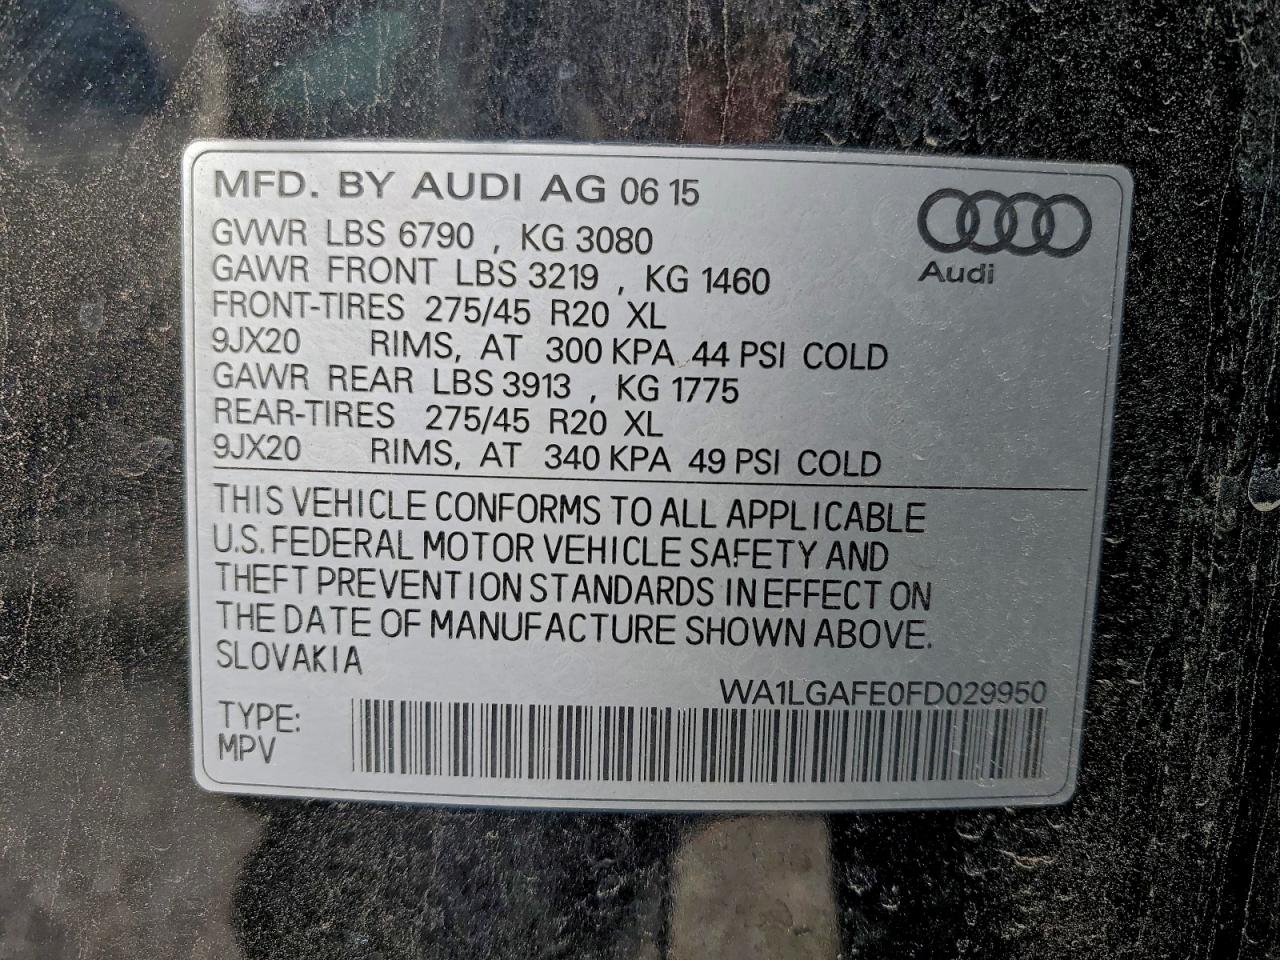 MFD. BY AUDI AG 06 15
GVWR LBS 6790 , KG 3080
GAWR FRONT LBS 3219 , KG 1460
FRONT-TIRES 275/45 R20 XL
9JX20 RIMS, AT 300 KPA 44 PSI COLD
GAWR REAR LBS 3913 , KG 1775
REAR-TIRES 275/45 R20 XL
9JX20 RIMS, AT 340 KPA 49 PSI COLD
Audi
THIS VEHICLE CONFORMS TO ALL APPLICABLE
U.S. FEDERAL MOTOR VEHICLE SAFETY AND
THEFT PREVENTION STANDARDS IN EFFECT ON
THE DATE OF MANUFACTURE SHOWN ABOVE.
SLOVAKIA
WA1LGAFE0FD029950
TYPE:
MPV